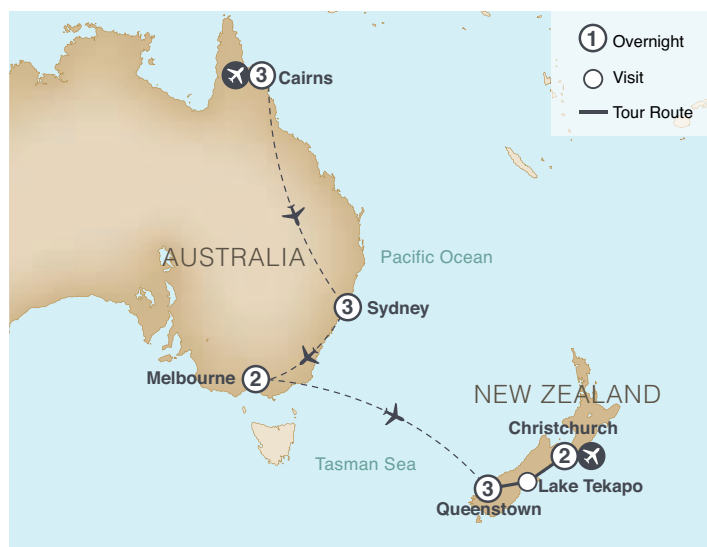 1 Overnight
Visit
Tour Route
3 Cairns
AUSTRALIA
Pacific Ocean
3 Sydney
Melbourne 2
NEW ZEALAND
Christchurch
2
Tasman Sea
3
Lake Tekapo
Queenstown